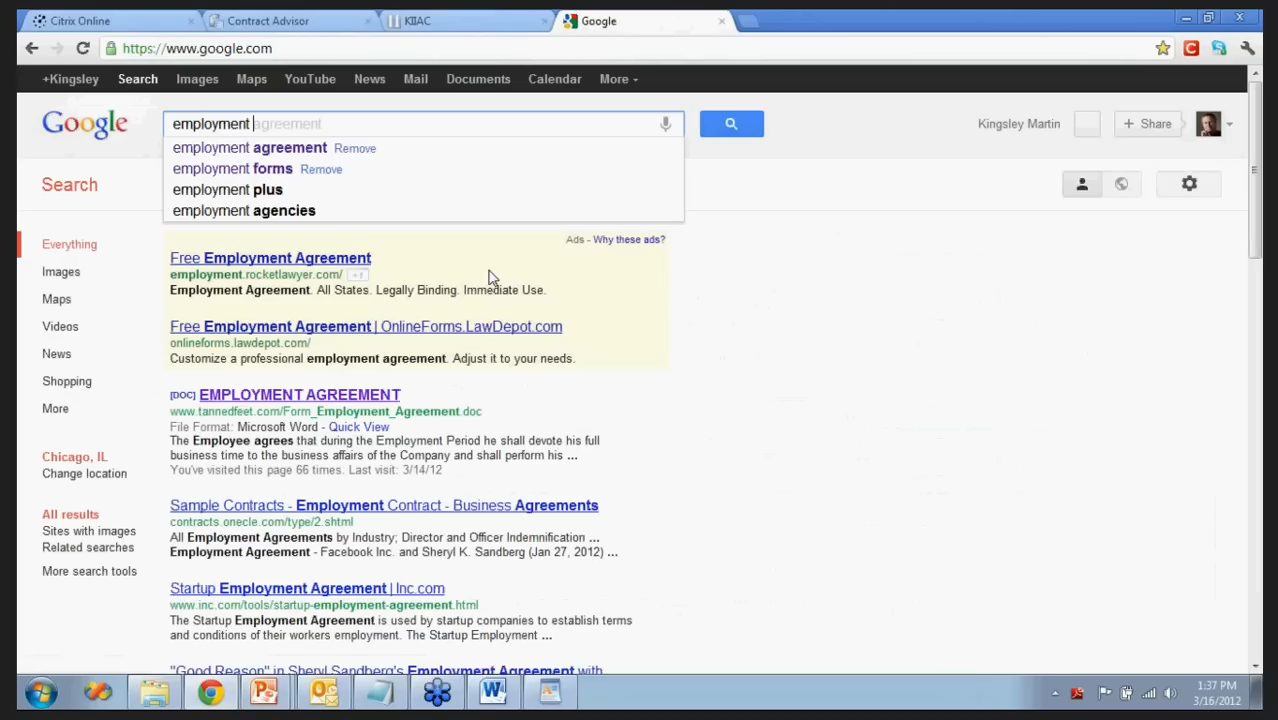 Citrix Online
Contract Advisor
KIIAC
Google
https://www.google.com
+Kingsley Search Images Maps YouTube News Mail Documents Calendar More
Google
employment agreement
Kingsley Martin
+ Share
employment agreement Remove
employment forms Remove
employment plus
employment agencies
Search
Everything
Images
Maps
Videos
News
Shopping
More
Chicago, IL
Change location
All results
Sites with images
Related searches
More search tools
Ads - Why these ads?
Free Employment Agreement
employment.rocketlawyer.com/
Employment Agreement. All States. Legally Binding. Immediate Use.
Free Employment Agreement | OnlineForms.LawDepot.com
onlineforms.lawdepot.com/
Customize a professional employment agreement. Adjust it to your needs.
[DOC] EMPLOYMENT AGREEMENT
www.tannedfeet.com/Form_Employment_Agreement.doc
File Format: Microsoft Word - Quick View
The Employee agrees that during the Employment Period he shall devote his full
business time to the business affairs of the Company and shall perform his ...
You've visited this page 66 times. Last visit: 3/14/12
Sample Contracts - Employment Contract - Business Agreements
contracts.onecle.com/type/2.shtml
All Employment Agreements by Industry; Director and Officer Indemnification ...
Employment Agreement - Facebook Inc. and Sheryl K. Sandberg (Jan 27, 2012) ...
Startup Employment Agreement | Inc.com
www.inc.com/tools/startup-employment-agreement.html
The Startup Employment Agreement is used by startup companies to establish terms
and conditions of their workers employment. The Startup Employment ...
"Good Reason" in Sheryl Sandberg's Employment Agreement with
1:37 PM
3/16/2012